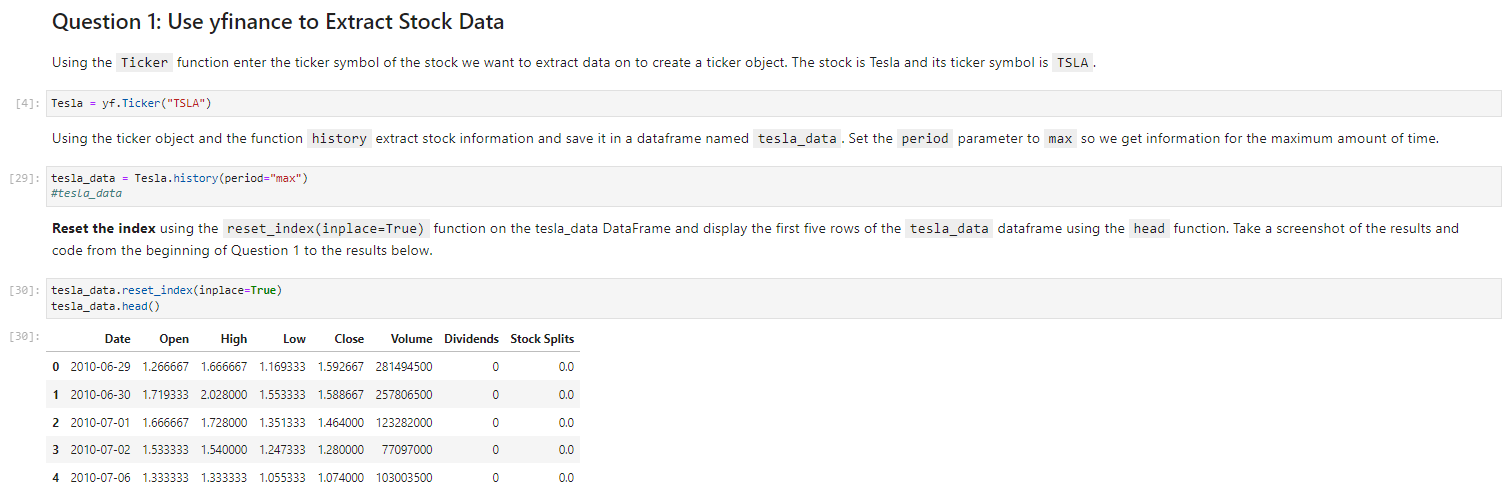 Question 1: Use yfinance to Extract Stock Data
Using the Ticker function enter the ticker symbol of the stock we want to extract data on to create a ticker object. The stock is Tesla and its ticker symbol is TSLA.
[4]: Tesla = yf.Ticker("TSLA")
Using the ticker object and the function history extract stock information and save it in a dataframe named tesla_data. Set the period parameter to max so we get information for the maximum amount of time.
[29]: tesla_data = Tesla.history(period="max")
#tesla_data
Reset the index using the reset_index(inplace=True) function on the tesla_data DataFrame and display the first five rows of the tesla_data dataframe using the head function. Take a screenshot of the results and
code from the beginning of Question 1 to the results below.
[30]: tesla_data.reset_index(inplace=True)
tesla_data.head()
[30]: Date Open High Low Close Volume Dividends Stock Splits
0 2010-06-29 1.266667 1.666667 1.169333 1.592667 281494500 0 0.0
1 2010-06-30 1.719333 2.028000 1.553333 1.588667 257806500 0 0.0
2 2010-07-01 1.666667 1.728000 1.351333 1.464000 123282000 0 0.0
3 2010-07-02 1.533333 1.540000 1.247333 1.280000 77097000 0 0.0
4 2010-07-06 1.333333 1.333333 1.055333 1.074000 103003500 0 0.0